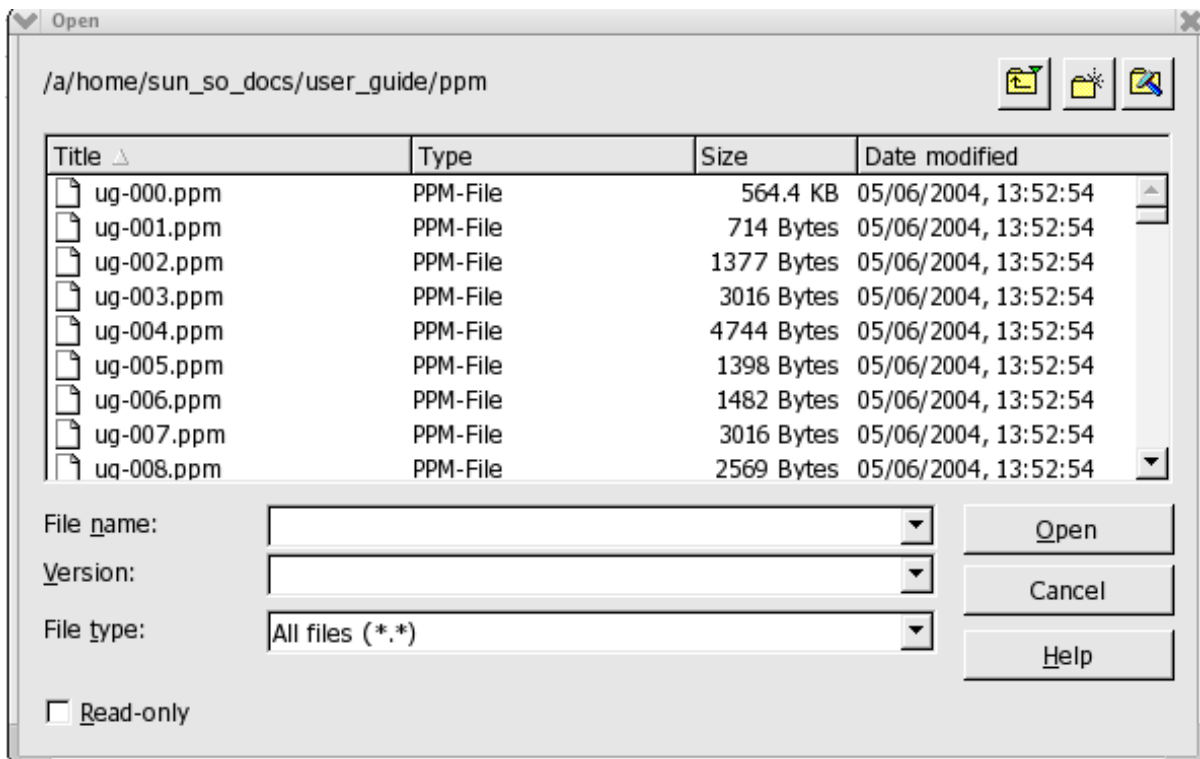 Open
/a/home/sun_so_docs/user_guide/ppm
Title Type Size Date modified
ug-000.ppm PPM-File 564.4 KB 05/06/2004, 13:52:54
ug-001.ppm PPM-File 714 Bytes 05/06/2004, 13:52:54
ug-002.ppm PPM-File 1377 Bytes 05/06/2004, 13:52:54
ug-003.ppm PPM-File 3016 Bytes 05/06/2004, 13:52:54
ug-004.ppm PPM-File 4744 Bytes 05/06/2004, 13:52:54
ug-005.ppm PPM-File 1398 Bytes 05/06/2004, 13:52:54
ug-006.ppm PPM-File 1482 Bytes 05/06/2004, 13:52:54
ug-007.ppm PPM-File 3016 Bytes 05/06/2004, 13:52:54
ug-008.ppm PPM-File 2569 Bytes 05/06/2004, 13:52:54
File name: Open
Version: Cancel
File type: All files (*.*)
Help
Read-only